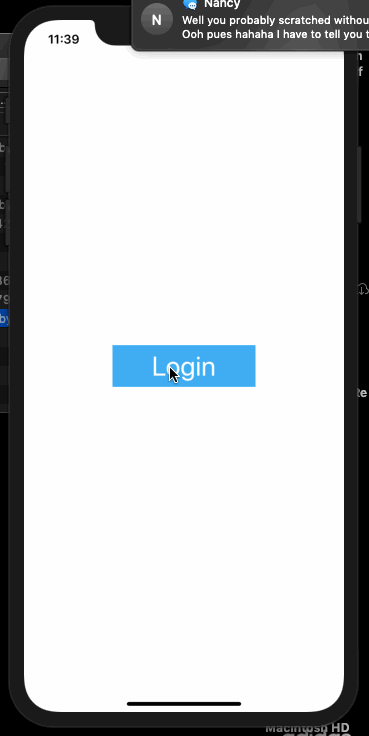 Nancy
11:39
N
Well you probably scratched withou
Ooh pues hahaha I have to tell you t
Login
Macintosh HD